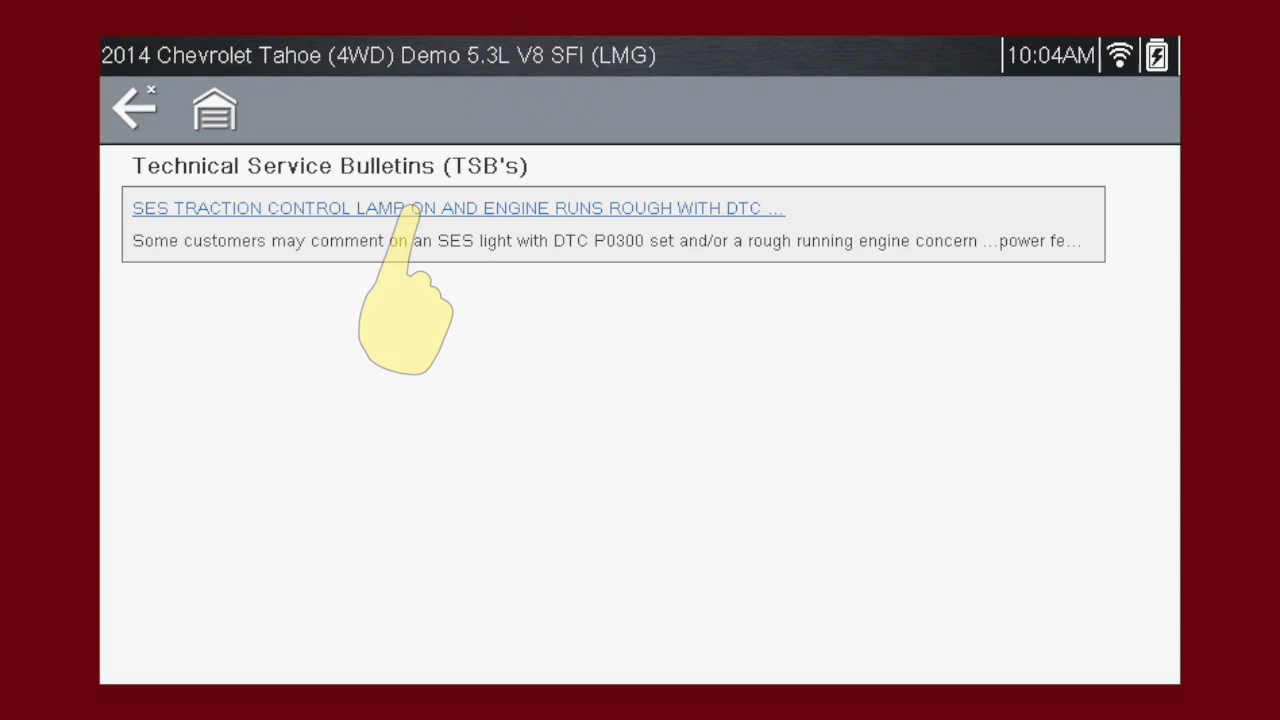 2014 Chevrolet Tahoe (4WD) Demo 5.3L V8 SFI (LMG) 10:04AM
Technical Service Bulletins (TSB's)
SES TRACTION CONTROL LAMP ON AND ENGINE RUNS ROUGH WITH DTC ...
Some customers may comment on an SES light with DTC P0300 set and/or a rough running engine concern ...power fe...